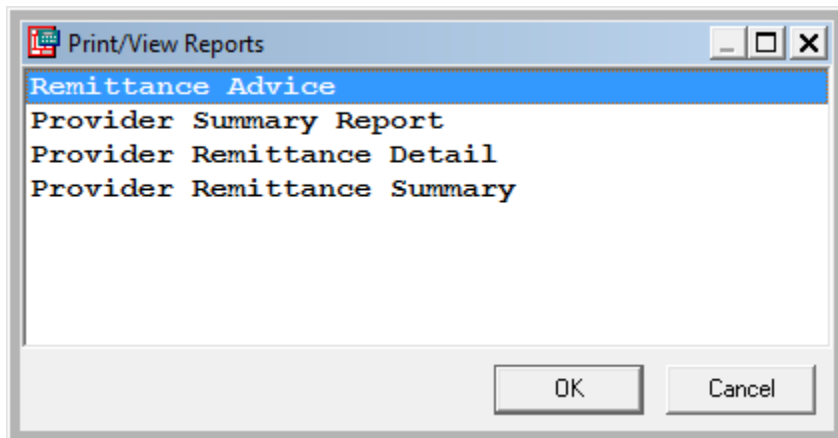 Print/View Reports
Remittance Advice
Provider Summary Report
Provider Remittance Detail
Provider Remittance Summary
OK Cancel